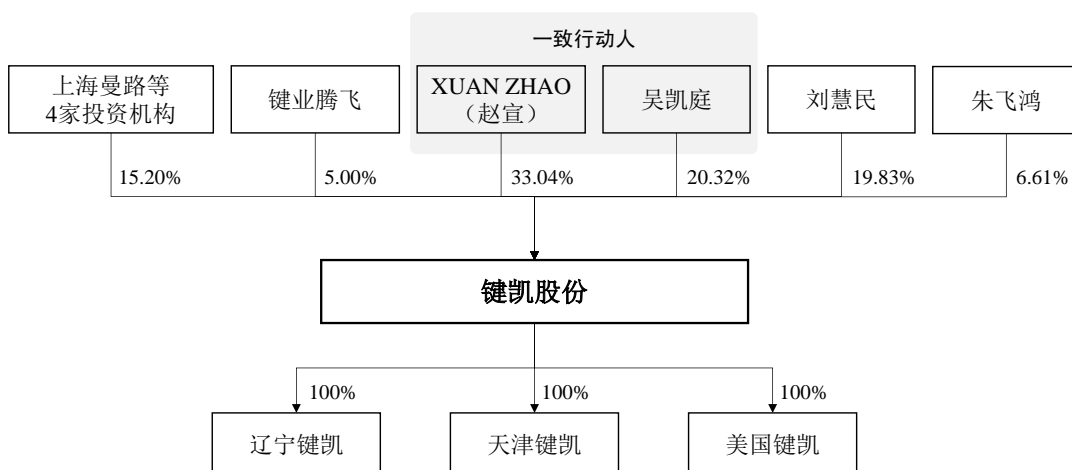 一致行动人
上海曼路等
4家投资机构
键业腾飞
XUAN ZHAO
（赵宣）
吴凯庭
刘慧民
朱飞鸿
15.20%
5.00%
33.04%
20.32%
19.83%
6.61%
键凯股份
100%
100%
100%
辽宁键凯
天津键凯
美国键凯